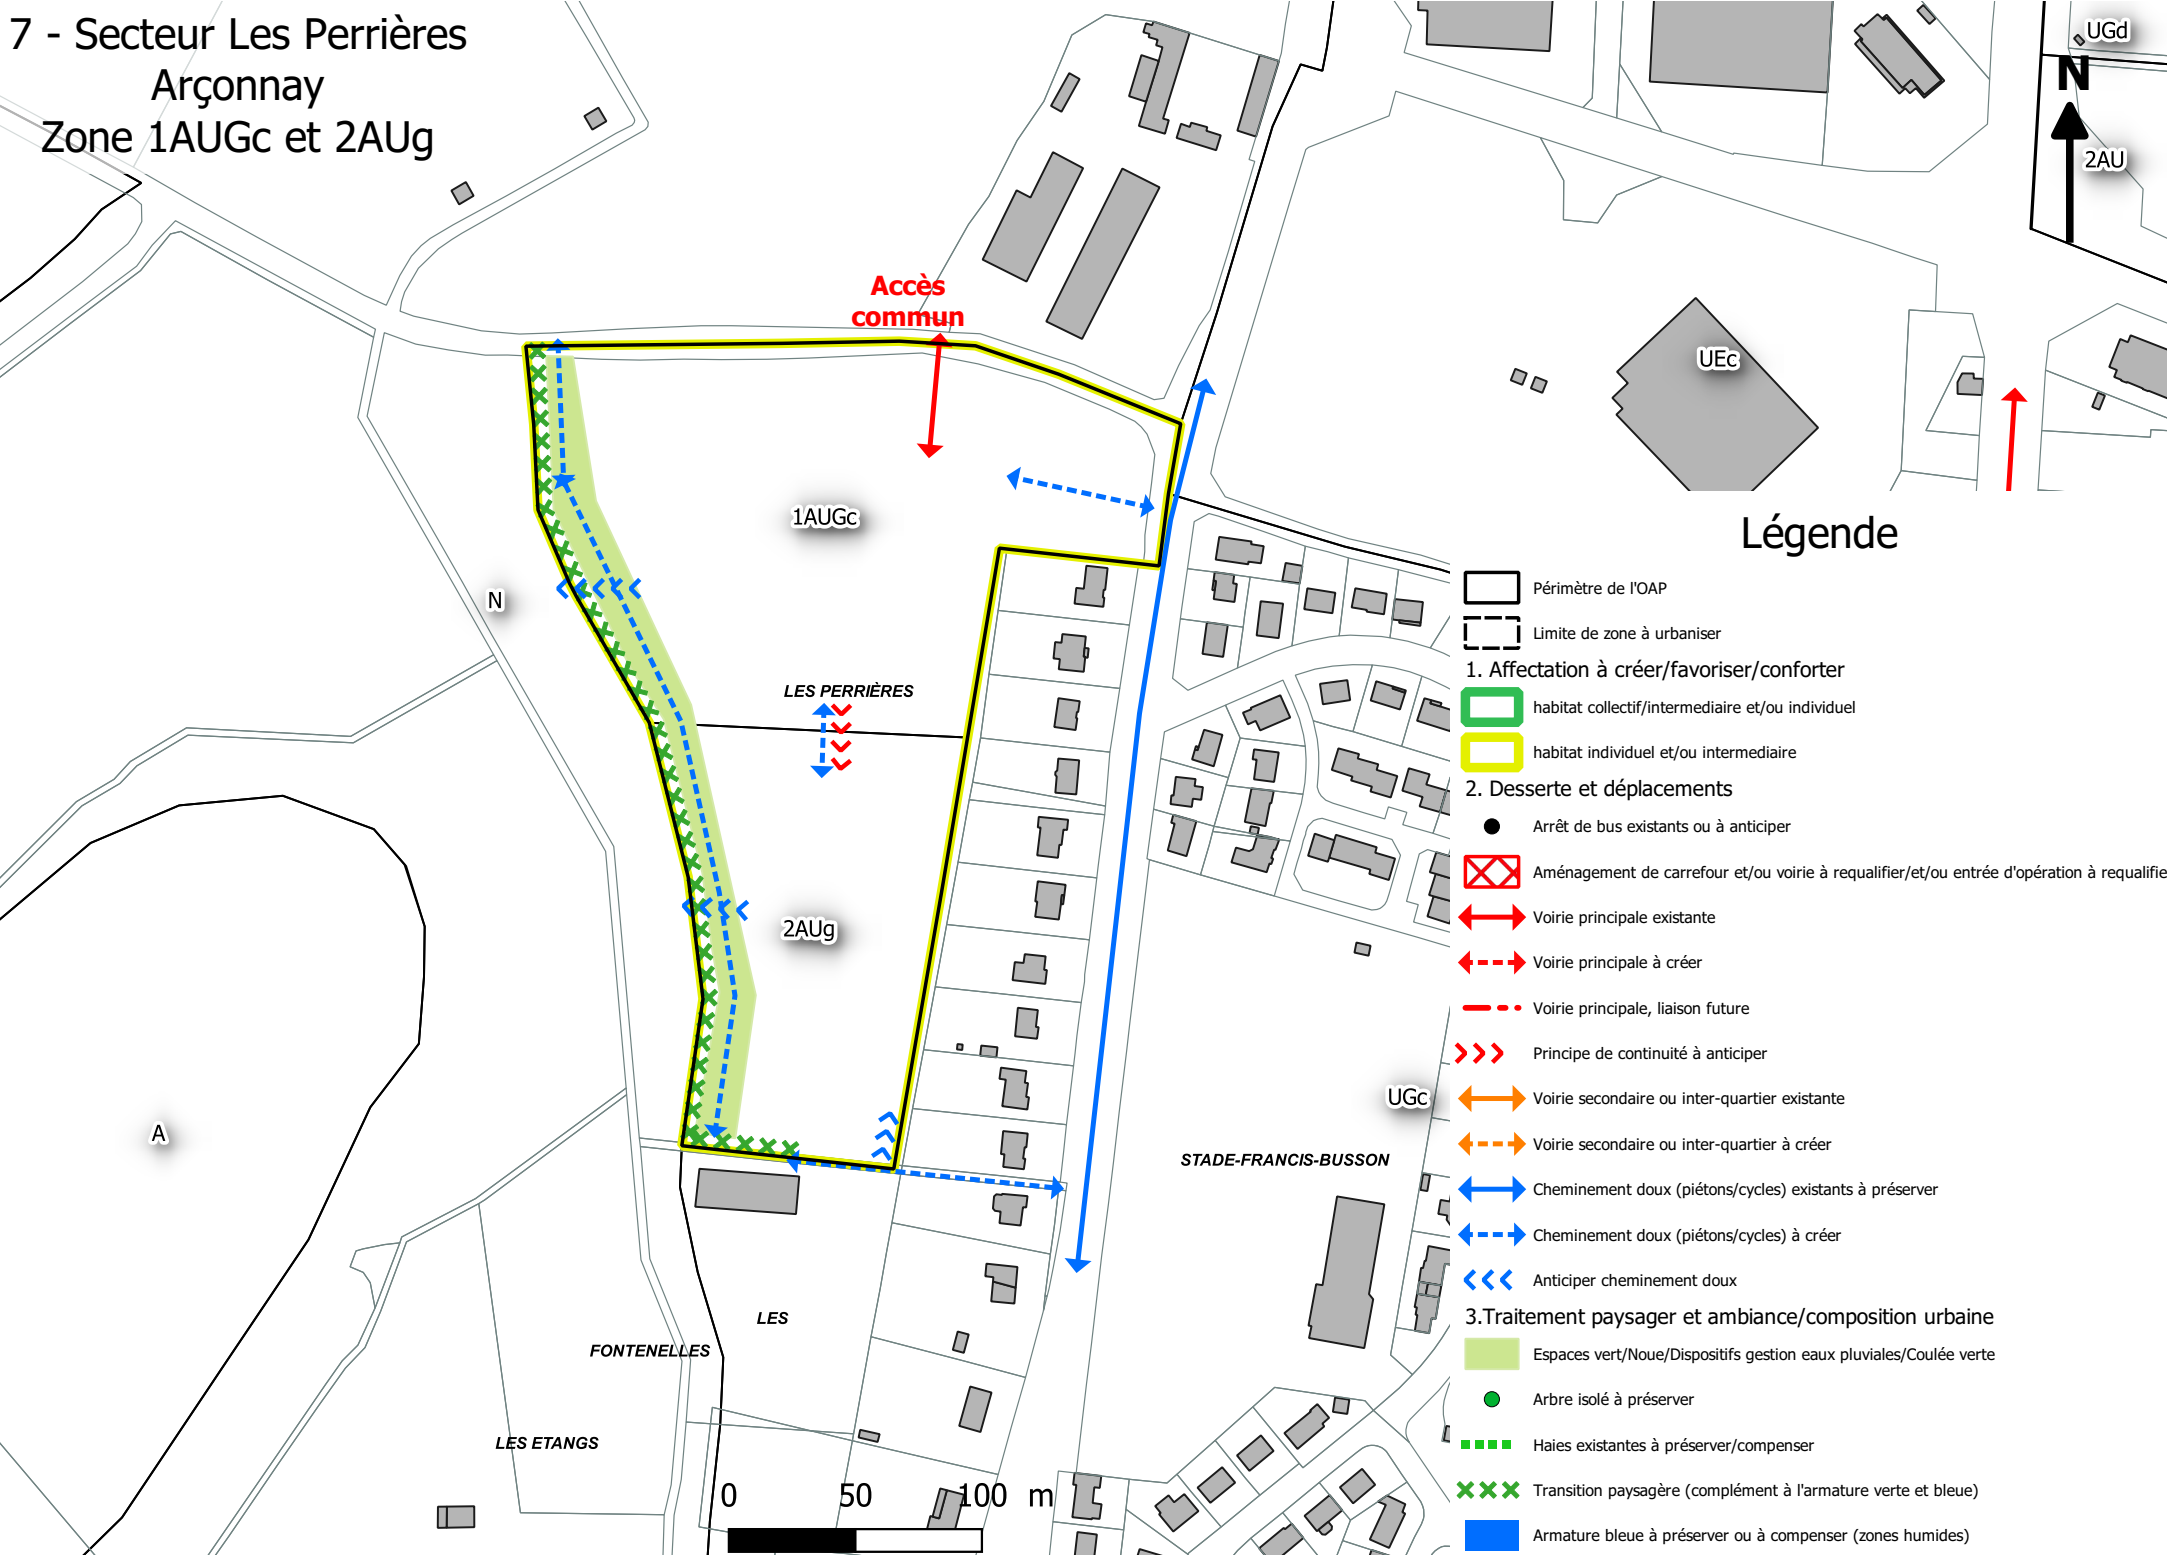 7 - Secteur Les Perrières
Arçonnay
Zone 1AUGc et 2AUg
UGd
N
2AU
Accès
commun
UEc
1AUGc
N
LES PERRIÈRES
2AUg
A
UGc
STADE-FRANCIS-BUSSON
LES
FONTENELLES
LES ETANGS
0 50 100 m
Légende
Périmètre de l'OAP
Limite de zone à urbaniser
1. Affectation à créer/favoriser/conforter
habitat collectif/intermediaire et/ou individuel
habitat individuel et/ou intermediaire
2. Desserte et déplacements
Arrêt de bus existants ou à anticiper
Aménagement de carrefour et/ou voirie à requalifier/et/ou entrée d'opération à requalifie
Voirie principale existante
Voirie principale à créer
Voirie principale, liaison future
Principe de continuité à anticiper
Voirie secondaire ou inter-quartier existante
Voirie secondaire ou inter-quartier à créer
Cheminement doux (piétons/cycles) existants à préserver
Cheminement doux (piétons/cycles) à créer
Anticiper cheminement doux
3.Traitement paysager et ambiance/composition urbaine
Espaces vert/Noue/Dispositifs gestion eaux pluviales/Coulée verte
Arbre isolé à préserver
Haies existantes à préserver/compenser
Transition paysagère (complément à l'armature verte et bleue)
Armature bleue à préserver ou à compenser (zones humides)